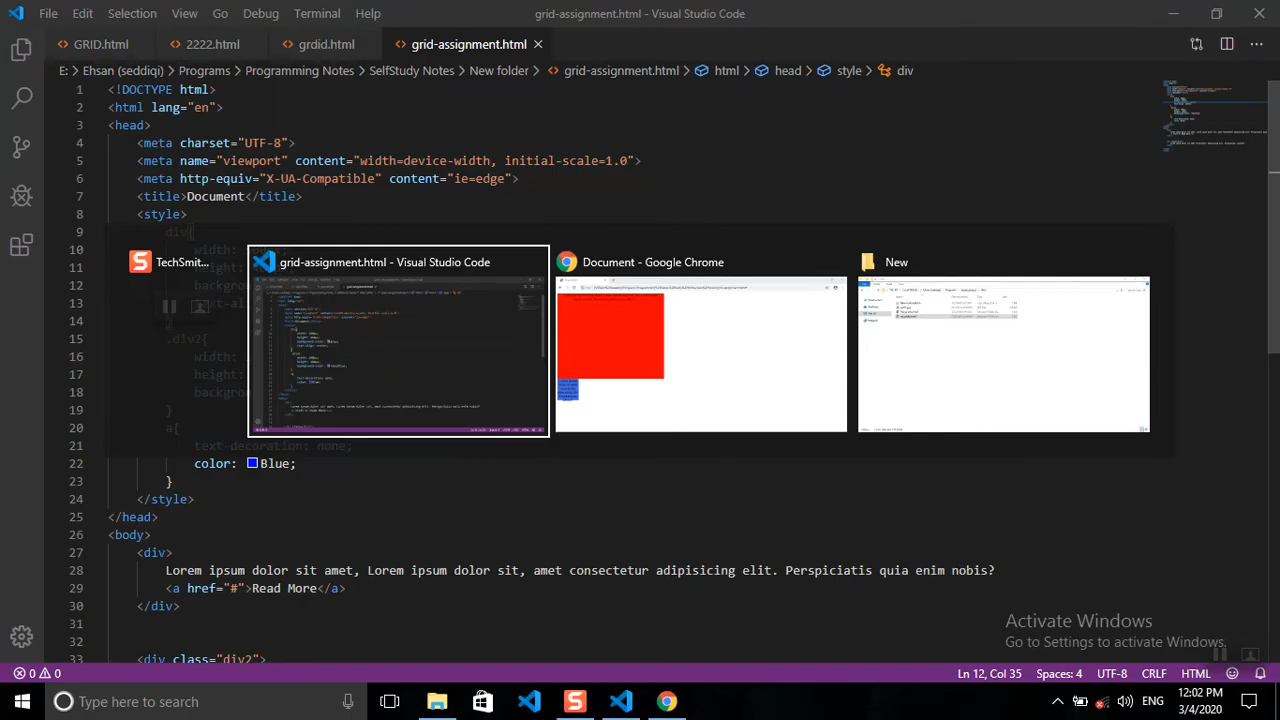 File Edit Selection View Go Debug Terminal Help
grid-assignment.html - Visual Studio Code
GRID.html 2222.html grdid.html grid-assignment.html
E: > Ehsan (seddiqi) > Programs > Programming Notes > SelfStudy Notes > New folder > grid-assignment.html > html > head > style > div
1 <!DOCTYPE html>
2 <html lang="en">
3 <head>
4 <meta charset="UTF-8">
5 <meta name="viewport" content="width=device-width, initial-scale=1.0">
6 <meta http-equiv="X-UA-Compatible" content="ie=edge">
7 <title>Document</title>
8 <style>
9 div{
10 width:
11
12
13
14
15 .div2{
16 width:
17
18
19 }
20 a{
21 text-decoration: none;
22 color: Blue;
23 }
24 </style>
25 </head>
26 <body>
27 <div>
28 Lorem ipsum dolor sit amet, Lorem ipsum dolor sit, amet consectetur adipisicing elit. Perspiciatis quia enim nobis?
29 <a href="#">Read More</a>
30 </div>
31
32
33 <div class="div2">
TechSmit...
grid-assignment.html - Visual Studio Code
Document - Google Chrome
New
Activate Windows
Go to Settings to activate Windows.
0 0
Ln 12, Col 35 Spaces: 4 UTF-8 CRLF HTML
Type here to search
ENG
12:02 PM
3/4/2020